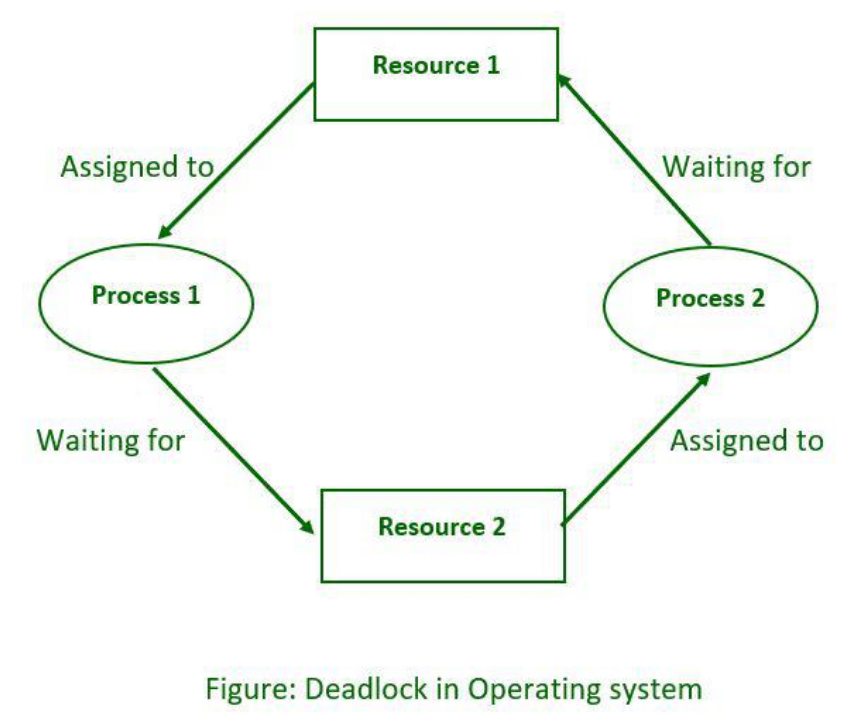 Resource 1
Assigned to
Waiting for
Process 1
Process 2
Waiting for
Assigned to
Resource 2
Figure: Deadlock in Operating system